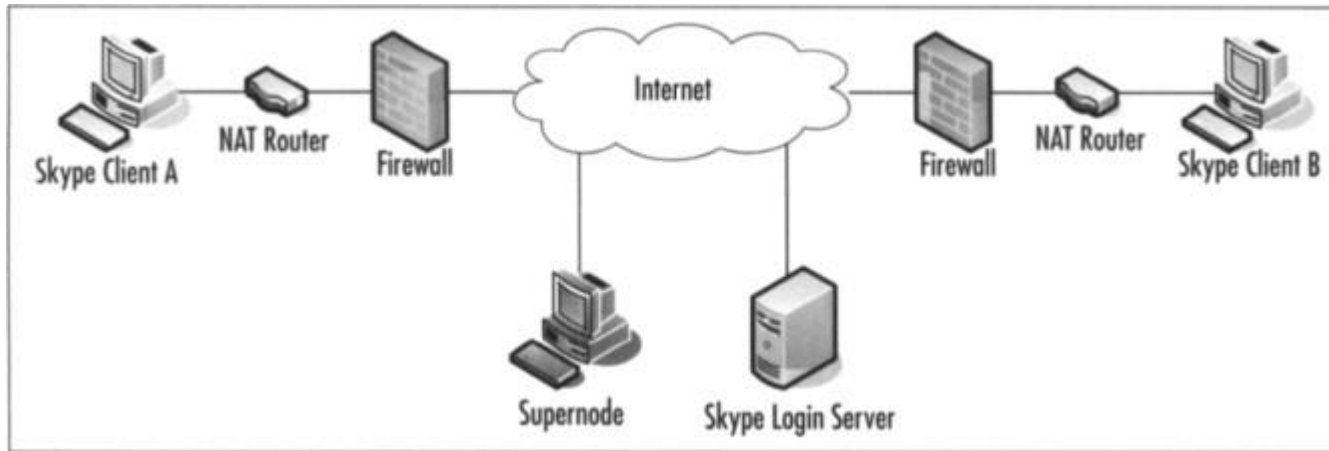 Internet
NAT Router
Firewall
Skype Client A
Firewall
NAT Router
Skype Client B
Supernode
Skype Login Server